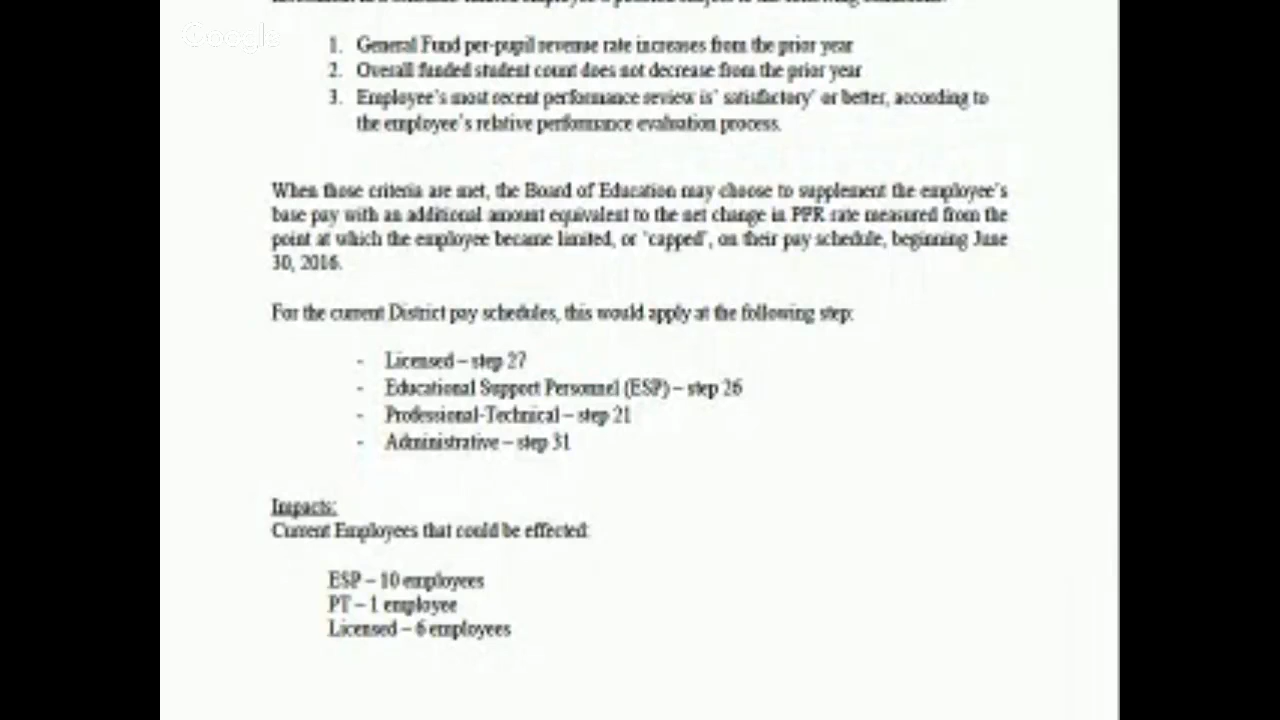 Google
1. General Fund per-pupil revenue rate increases from the prior year
2. Overall funded student count does not decrease from the prior year
3. Employee's most recent performance review is' satisfactory' or better, according to
the employee's relative performance evaluation process.
When those criteria are met, the Board of Education may choose to supplement the employee's
base pay with an additional amount equivalent to the net change in PPR rate measured from the
point at which the employee became limited, or 'capped', on their pay schedule, beginning June
30, 2016.
For the current District pay schedules, this would apply at the following step:
- Licensed – step 27
- Educational Support Personnel (ESP) – step 26
- Professional-Technical – step 21
- Administrative – step 31
Impacts:
Current Employees that could be effected:
ESP – 10 employees
PT – 1 employee
Licensed – 6 employees